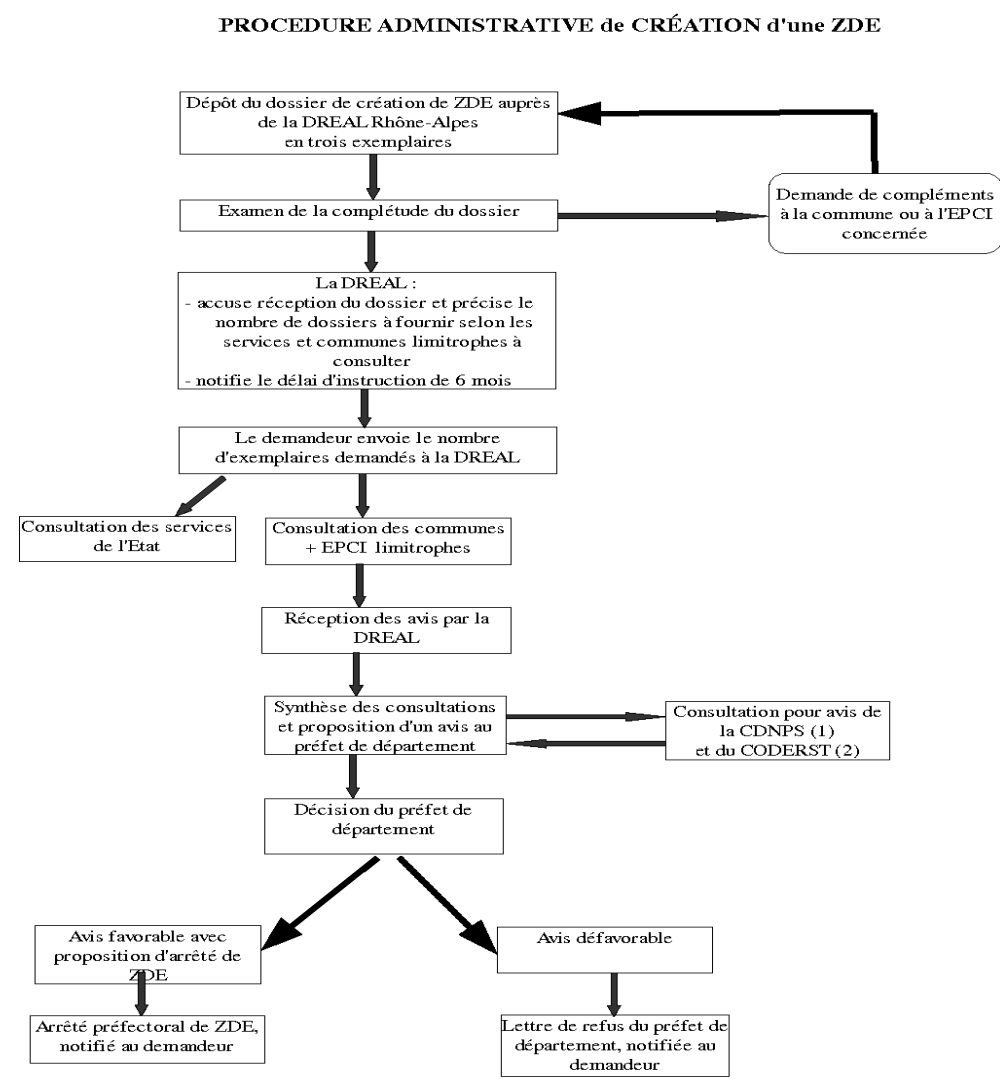 PROCEDURE ADMINISTRATIVE de CRÉATION d'une ZDE
Dépôt du dossier de création de ZDE auprès
de la DREAL Rhône-Alpes
en trois exemplaires
Demande de compléments
à la commune ou à l'EPCI
concernée
Examen de la complétude du dossier
La DREAL :
- accuse réception du dossier et précise le
nombre de dossiers à fournir selon les
services et communes limitrophes à
consulter
- notifie le délai d'instruction de 6 mois
Le demandeur envoie le nombre
d'exemplaires demandés à la DREAL
Consultation des services
de l'Etat
Consultation des communes
+ EPCI limitrophes
Réception des avis par la
DREAL
Synthèse des consultations
et proposition d'un avis au
préfet de département
Consultation pour avis de
la CDNPS (1)
et du CODERST (2)
Décision du préfet de
département
Avis favorable avec
proposition d'arrêté de
ZDE
Avis défavorable
Arrêté préfectoral de ZDE,
notifié au demandeur
Lettre de refus du préfet de
département, notifiée au
demandeur